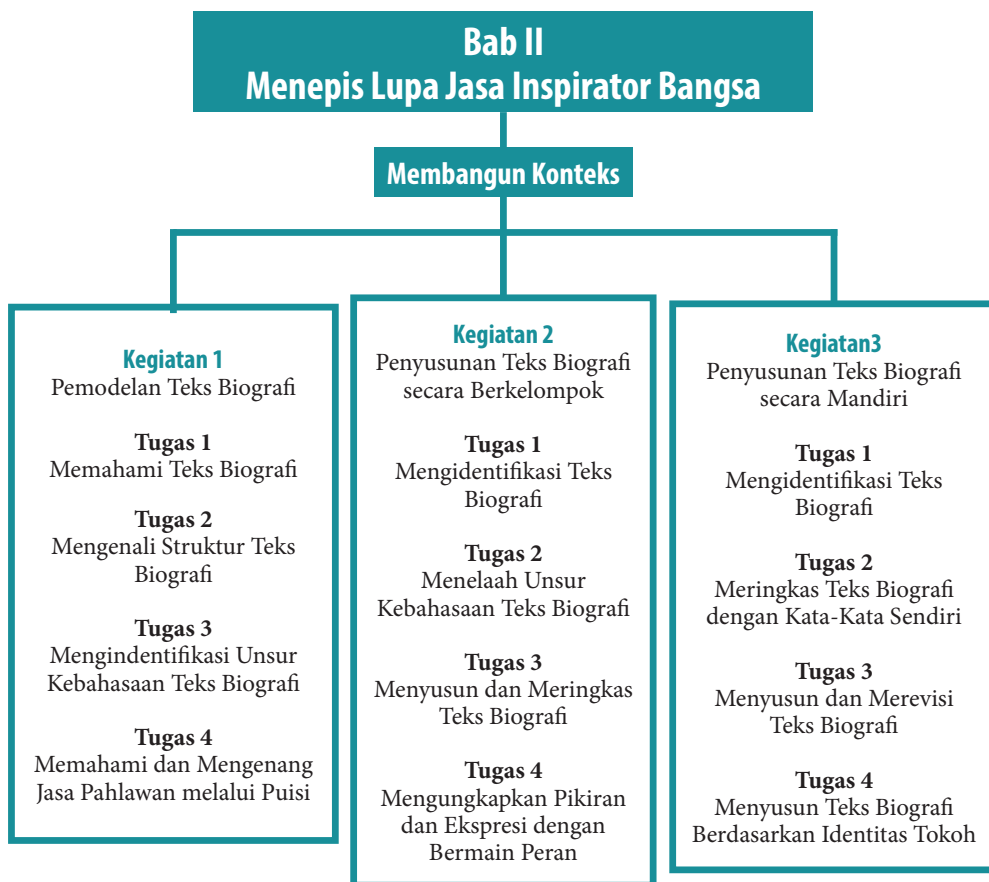 Bab II
Menepis Lupa Jasa Inspirator Bangsa
Membangun Konteks
Kegiatan 1
Pemodelan Teks Biografi
Tugas 1
Memahami Teks Biografi
Tugas 2
Mengenali Struktur Teks
Biografi
Tugas 3
Mengindentifikasi Unsur
Kebahasaan Teks Biografi
Tugas 4
Memahami dan Mengenang
Jasa Pahlawan melalui Puisi
Kegiatan 2
Penyusunan Teks Biografi
secara Berkelompok
Tugas 1
Mengidentifikasi Teks
Biografi
Tugas 2
Menelaah Unsur
Kebahasaan Teks Biografi
Tugas 3
Menyusun dan Meringkas
Teks Biografi
Tugas 4
Mengungkapkan Pikiran
dan Ekspresi dengan
Bermain Peran
Kegiatan3
Penyusunan Teks Biografi
secara Mandiri
Tugas 1
Mengidentifikasi Teks
Biografi
Tugas 2
Meringkas Teks Biografi
dengan Kata-Kata Sendiri
Tugas 3
Menyusun dan Merevisi
Teks Biografi
Tugas 4
Menyusun Teks Biografi
Berdasarkan Identitas Tokoh